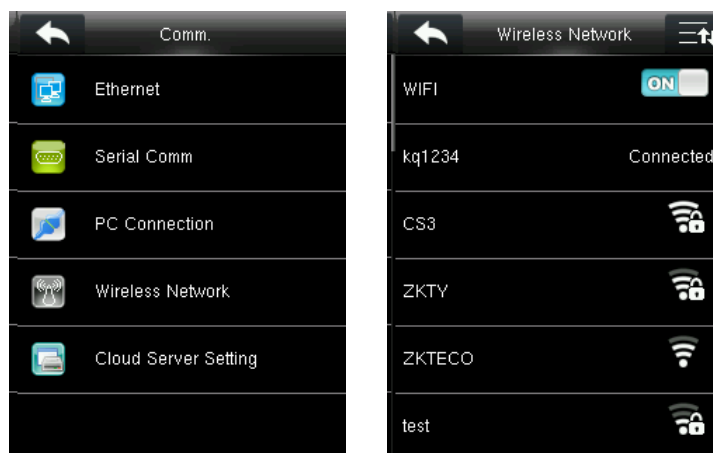 Comm.
Ethernet
Serial Comm
PC Connection
Wireless Network
Cloud Server Setting
Wireless Network
WIFI ON
kq1234 Connected
CS3
ZKTY
ZKTECO
test